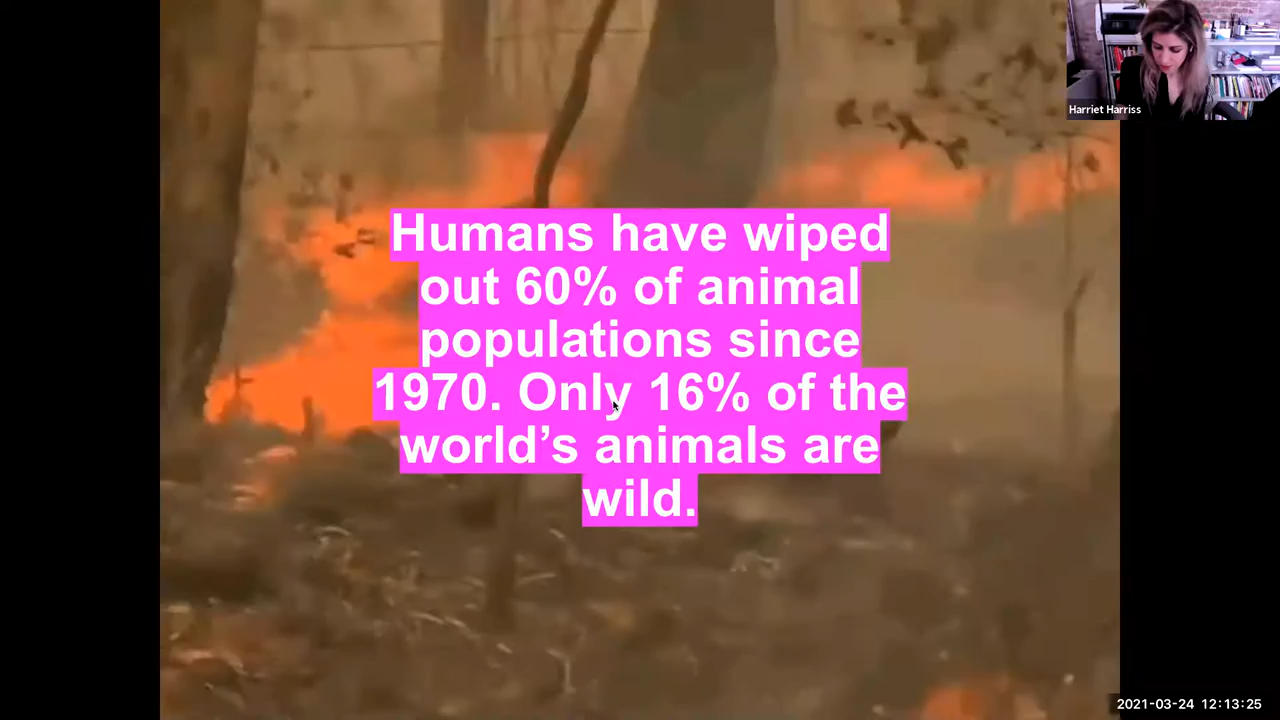 Harriet Harriss
Humans have wiped
out 60% of animal
populations since
1970. Only 16% of the
world’s animals are
wild.
2021-03-24 12:13:25